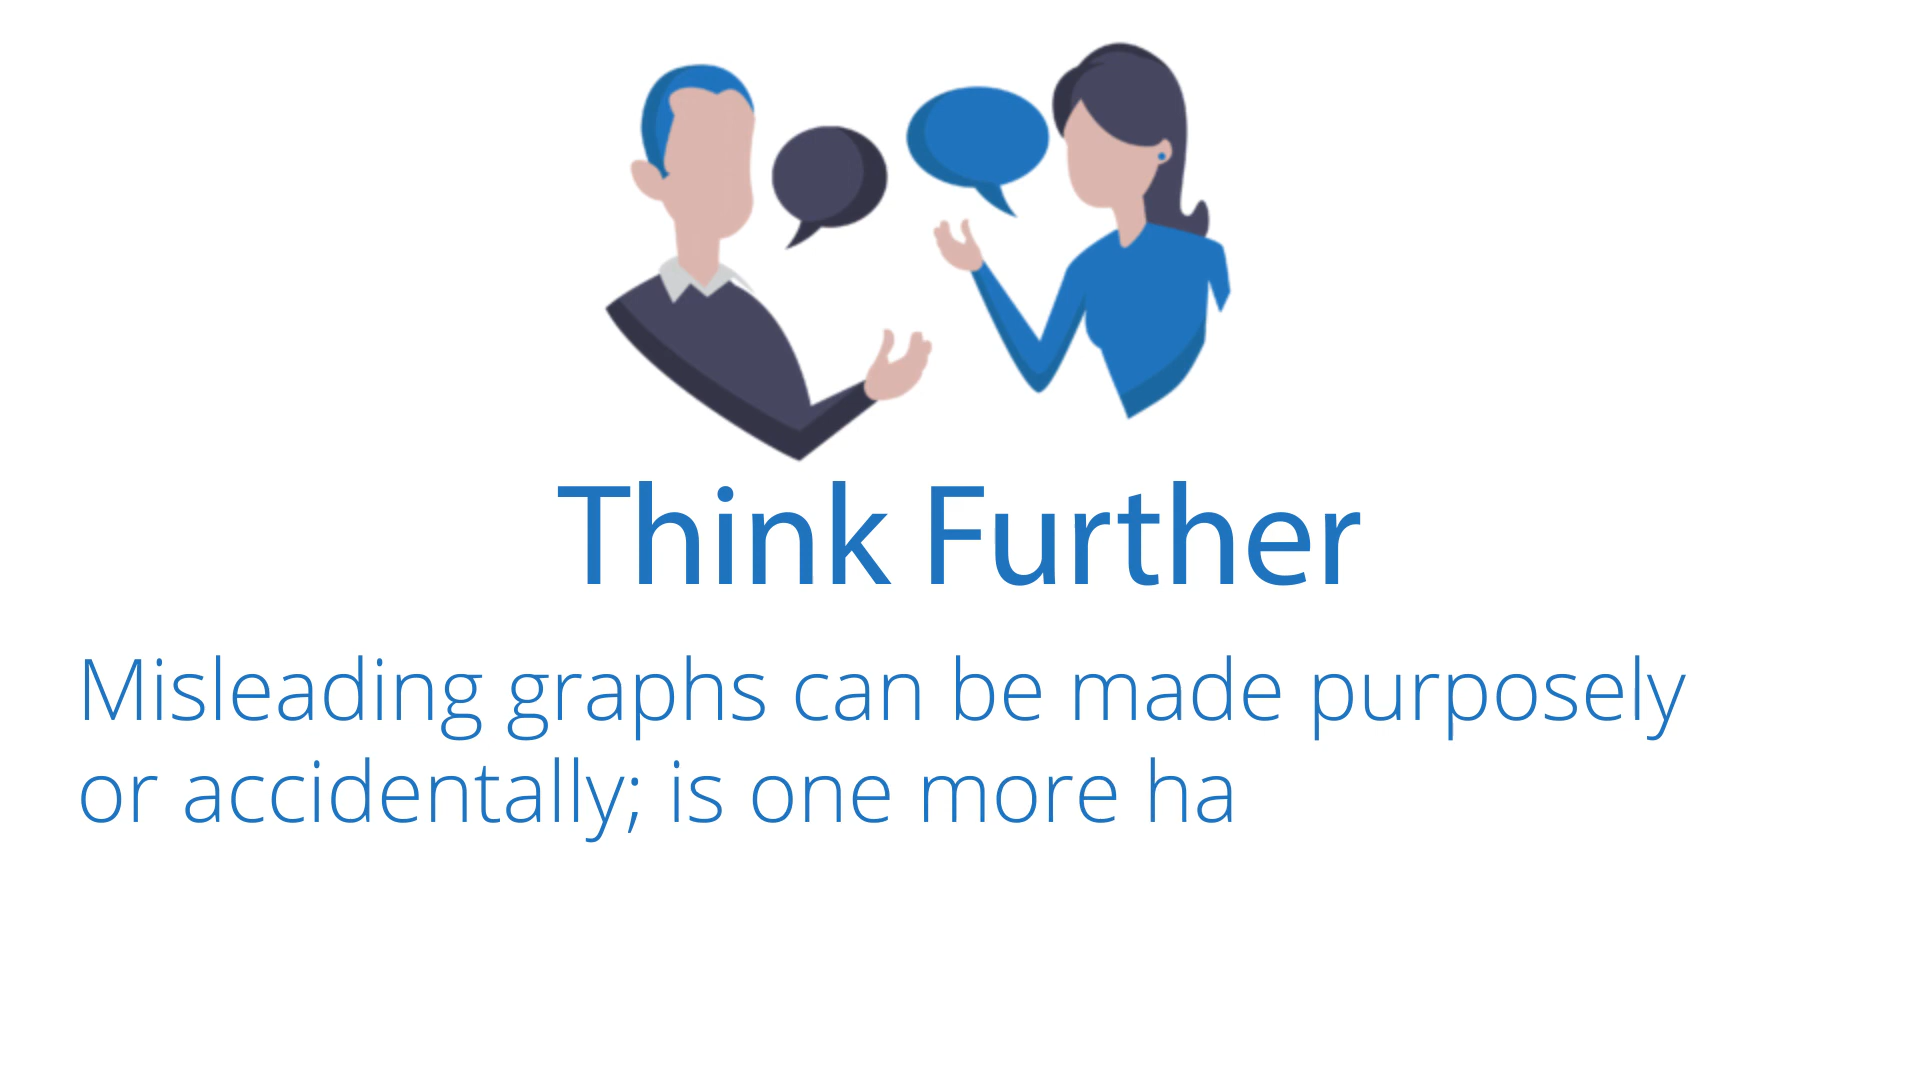 Think Further
Misleading graphs can be made purposely
or accidentally; is one more ha